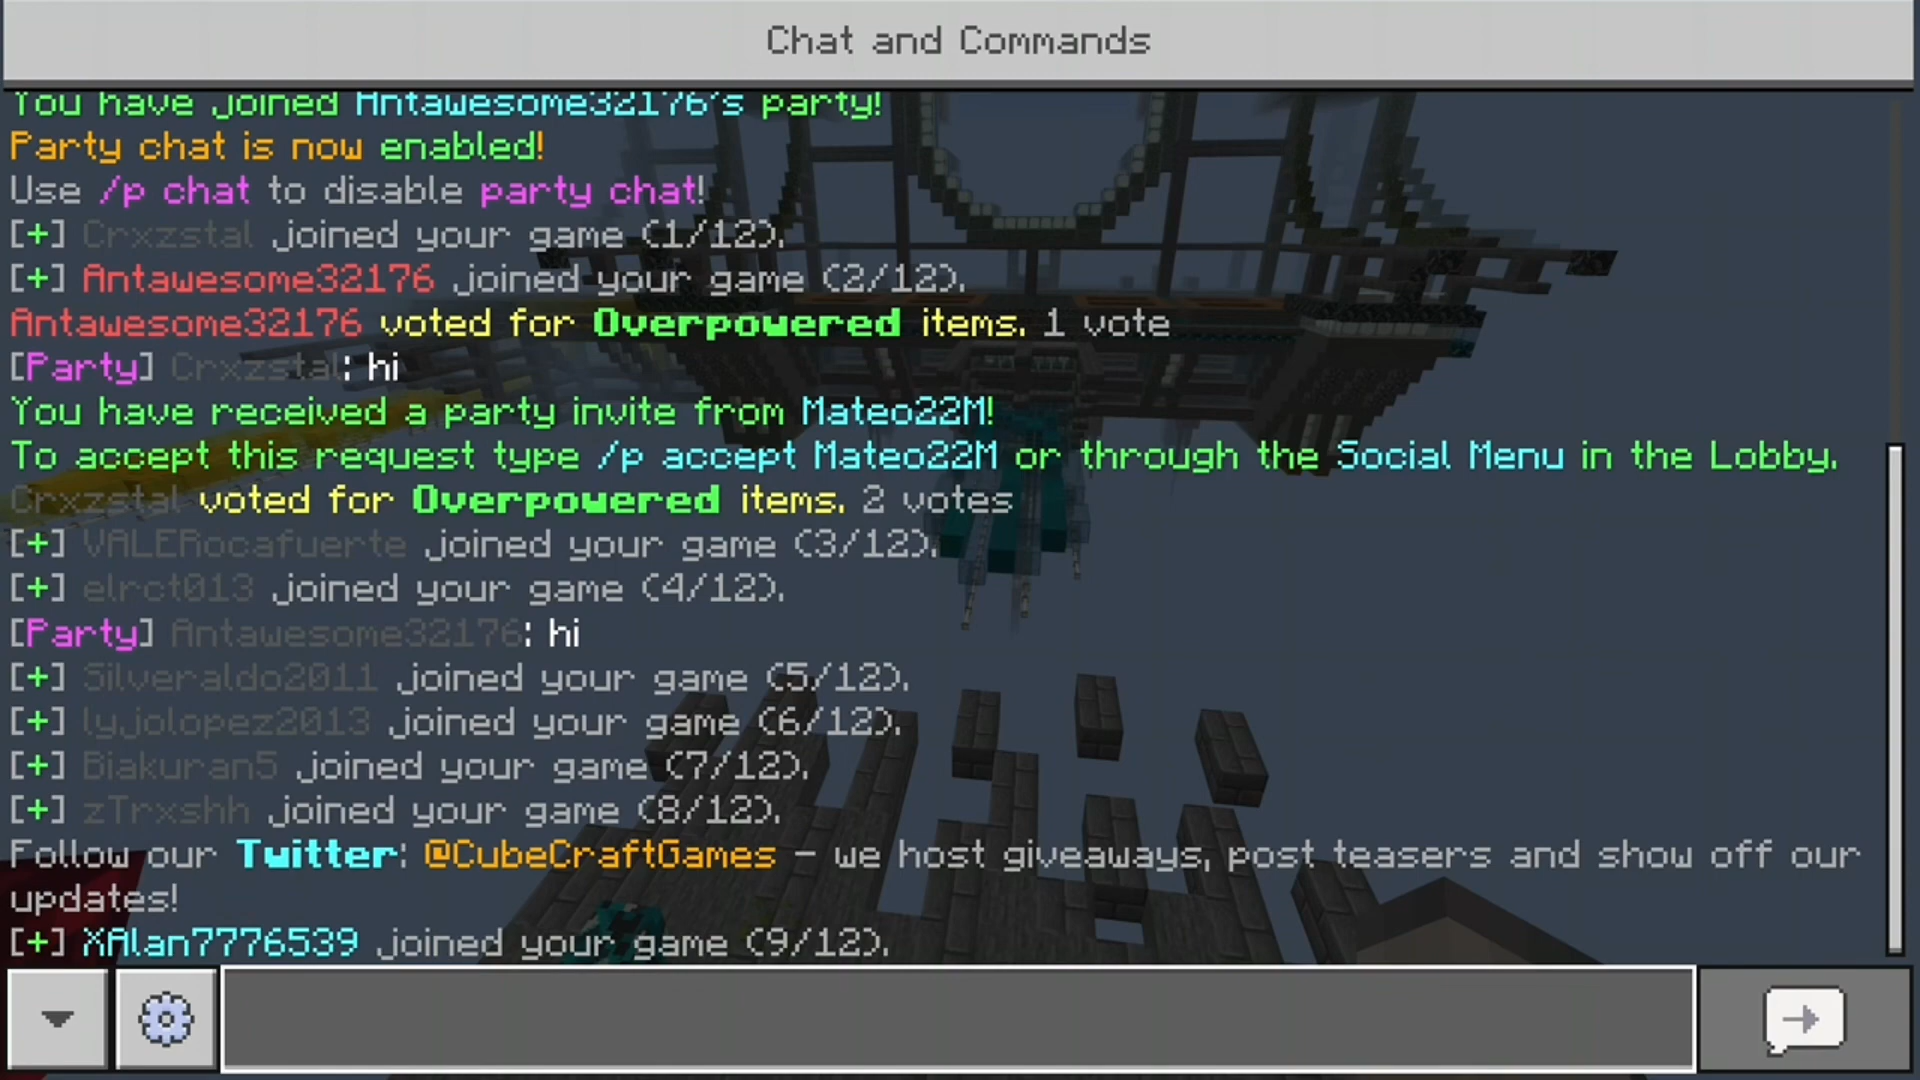 Chat and Commands
You have joined Antawesome32176's party!
Party chat is now enabled!
Use /p chat to disable party chat!
[+] Crxzstal joined your game (1/12).
[+] Antawesome32176 joined your game (2/12).
Antawesome32176 voted for Overpowered items. 1 vote
[Party] Crxzstal: hi
You have received a party invite from Mateo22M!
To accept this request type /p accept Mateo22M or through the Social Menu in the Lobby.
Crxzstal voted for Overpowered items. 2 votes
[+] VALERocafuerte joined your game (3/12).
[+] elrct013 joined your game (4/12).
[Party] Antawesome32176: hi
[+] Silveraldo2011 joined your game (5/12).
[+] lyjolopez2013 joined your game (6/12).
[+] Biakuran5 joined your game (7/12).
[+] zTrxshh joined your game (8/12).
Follow our Twitter: @CubeCraftGames - we host giveaways, post teasers and show off our
updates!
[+] XAlan7776539 joined your game (9/12).